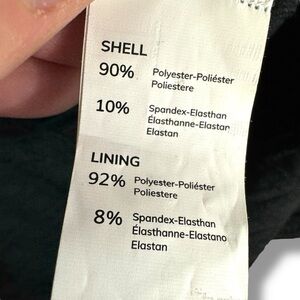 SHELL
90% Polyester-Poliéster
Poliestere
10% Spandex-Elasthan
Élasthanne-Elastan
Elastan
LINING
92% Polyester-Poliéster
Poliestere
8% Spandex-Elasthan
Élasthanne-Elastano
Elastan